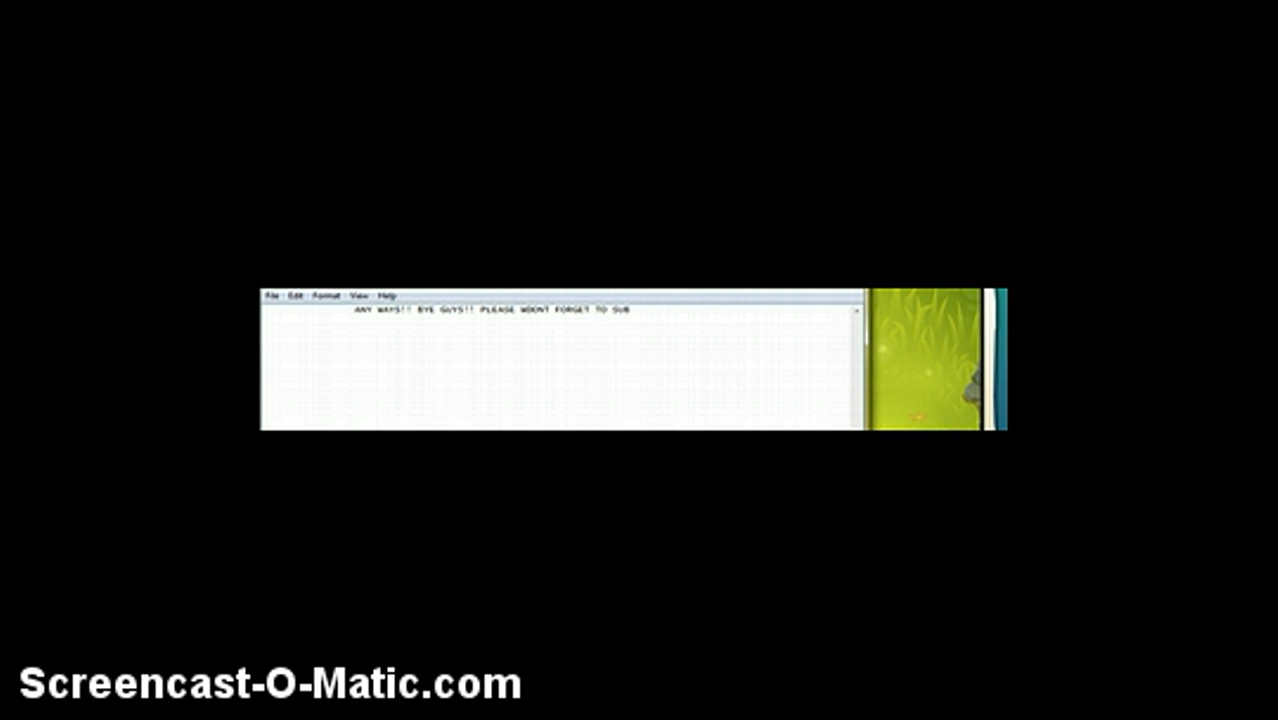 File Edit Format View Help
ANY WAYS!! BYE GUYS!! PLEASE WDONT FORGET TO SUB
Screencast-O-Matic.com